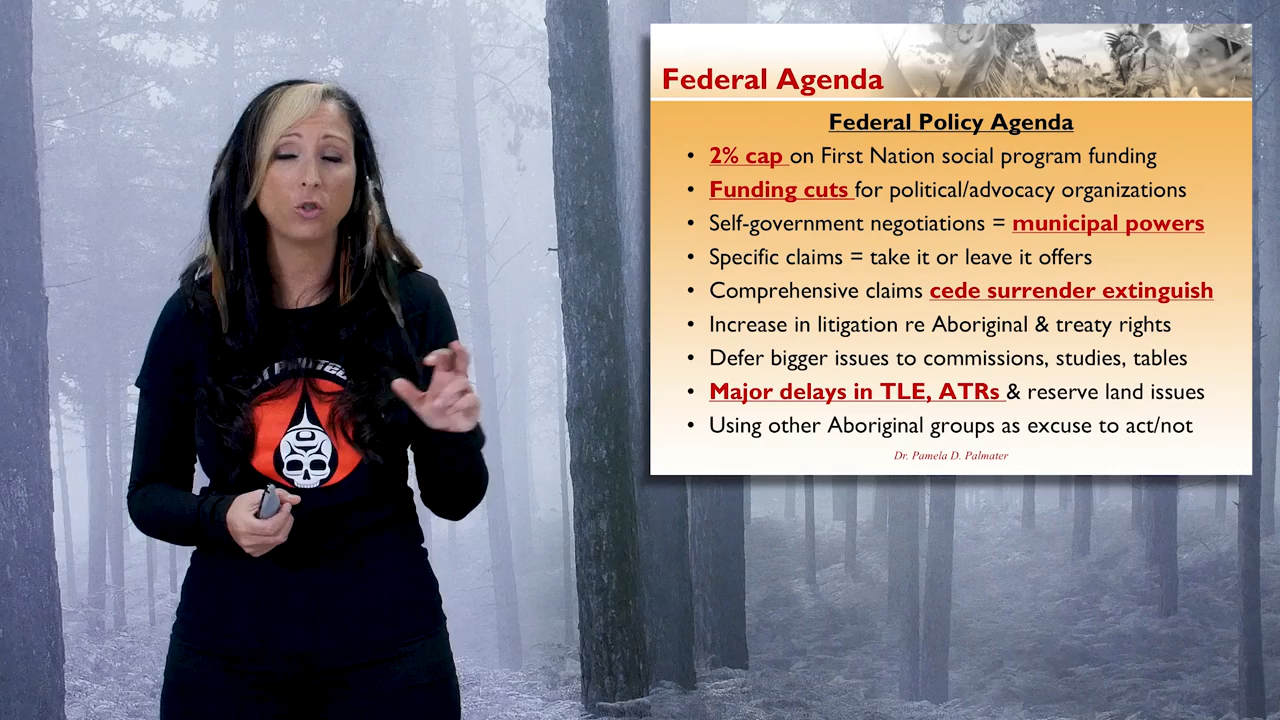 Federal Agenda
Federal Policy Agenda
• 2% cap on First Nation social program funding
• Funding cuts for political/advocacy organizations
• Self-government negotiations = municipal powers
• Specific claims = take it or leave it offers
• Comprehensive claims cede surrender extinguish
• Increase in litigation re Aboriginal & treaty rights
• Defer bigger issues to commissions, studies, tables
• Major delays in TLE, ATRs & reserve land issues
• Using other Aboriginal groups as excuse to act/not
Dr. Pamela D. Palmater